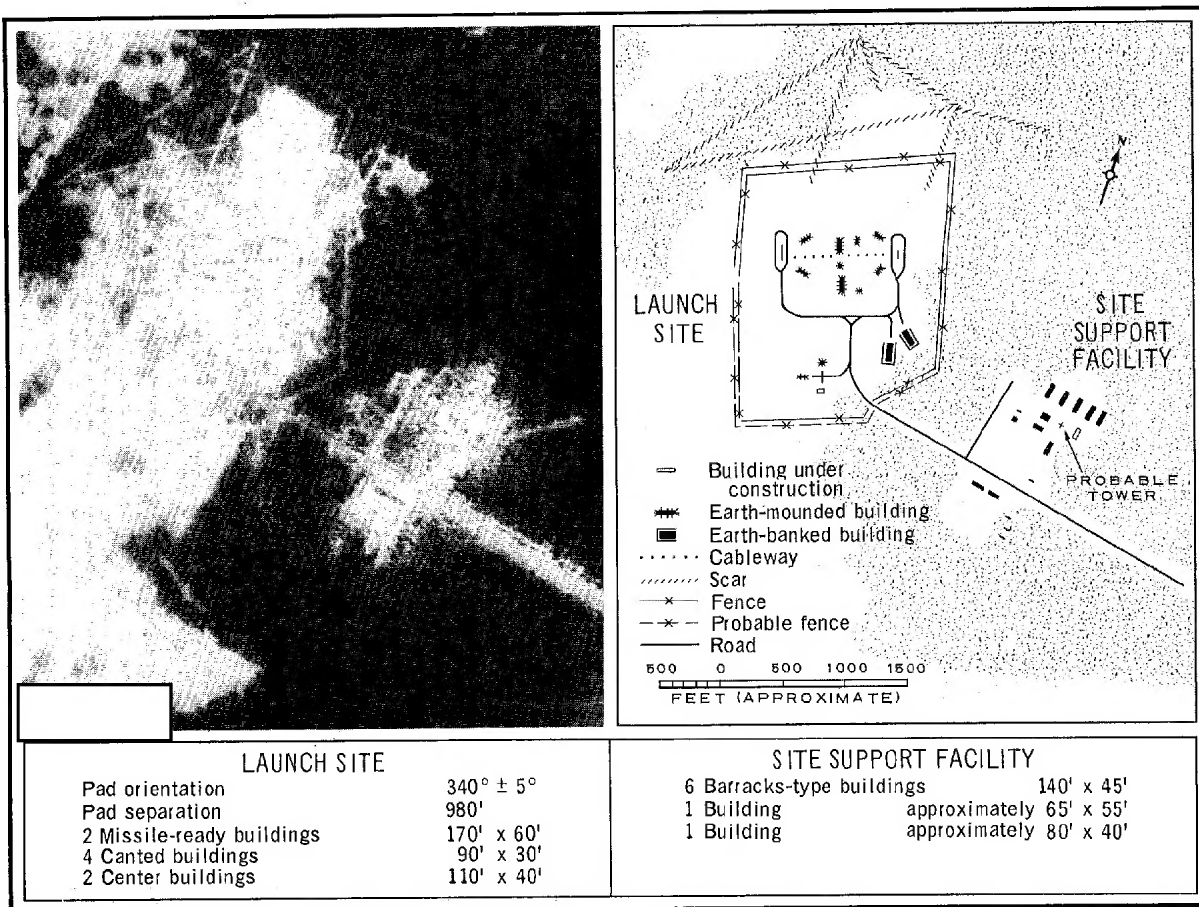 N
LAUNCH
SITE
SITE
SUPPORT
FACILITY
PROBABLE
TOWER
Building under
construction
Earth-mounded building
Earth-banked building
Cableway
Scar
Fence
Probable fence
Road
500 0 500 1000 1500
FEET (APPROXIMATE)
LAUNCH SITE
Pad orientation 340° ± 5°
Pad separation 980'
2 Missile-ready buildings 170' x 60'
4 Canted buildings 90' x 30'
2 Center buildings 110' x 40'
SITE SUPPORT FACILITY
6 Barracks-type buildings 140' x 45'
1 Building approximately 65' x 55'
1 Building approximately 80' x 40'